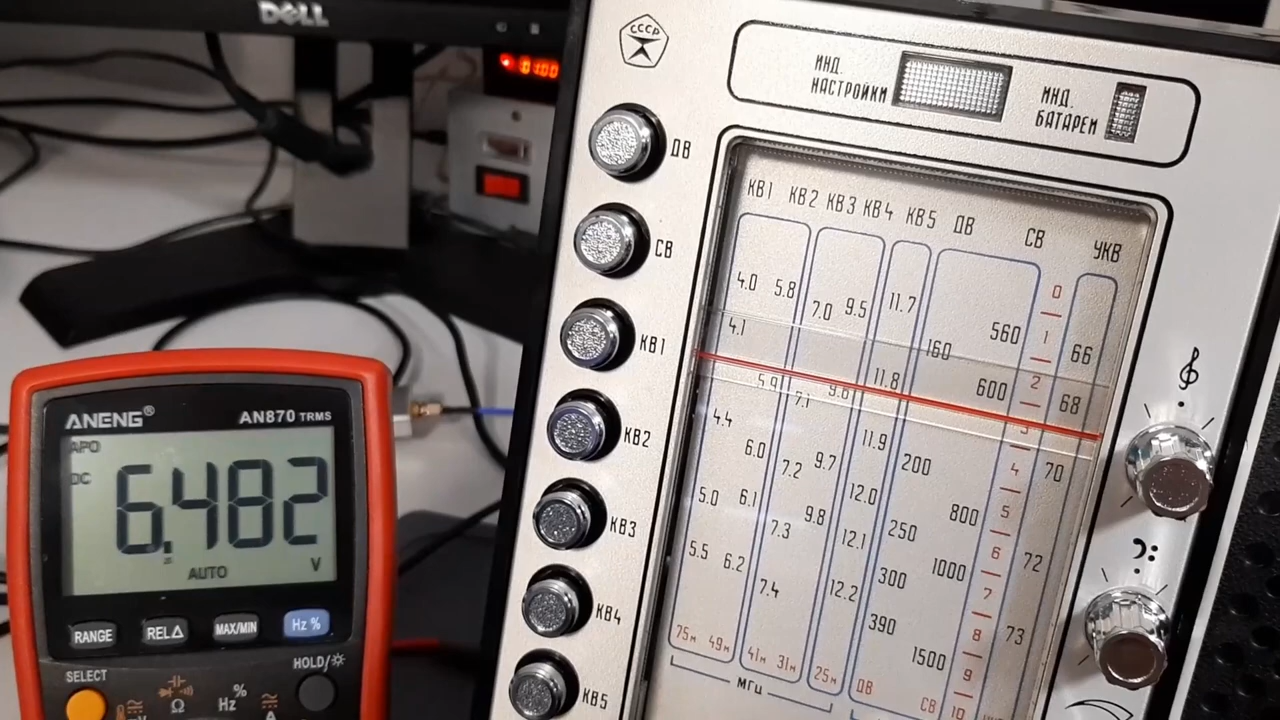 DELL
01:00
СССР
ИНД.
НАСТРОЙКИ
ИНД.
БАТАРЕИ
ДВ
СВ
КВ1
КВ2
КВ3
КВ4
КВ5
КВ1 КВ2 КВ3 КВ4 КВ5 ДВ СВ УКВ
4.0 5.8 7.0 9.5 11.7 560 0
4.1 160 1 66
5.9 7.1 9.6 11.8 600 2 68
4.4 11.9 3
6.0 7.2 9.7 200 4 70
5.0 6.1 9.8 12.0 800 5
7.3 12.1 250 6 72
5.5 6.2 7.4 12.2 300 1000 7
390 8 73
75м 49м 41м 31м 25м 1500 9
МГц ДВ СВ 10
ANENG®
AN870 TRMS
APO
DC
6.482
AUTO V
RANGE RELΔ MAX/MIN Hz %
SELECT HOLD/
Hz%
Ω